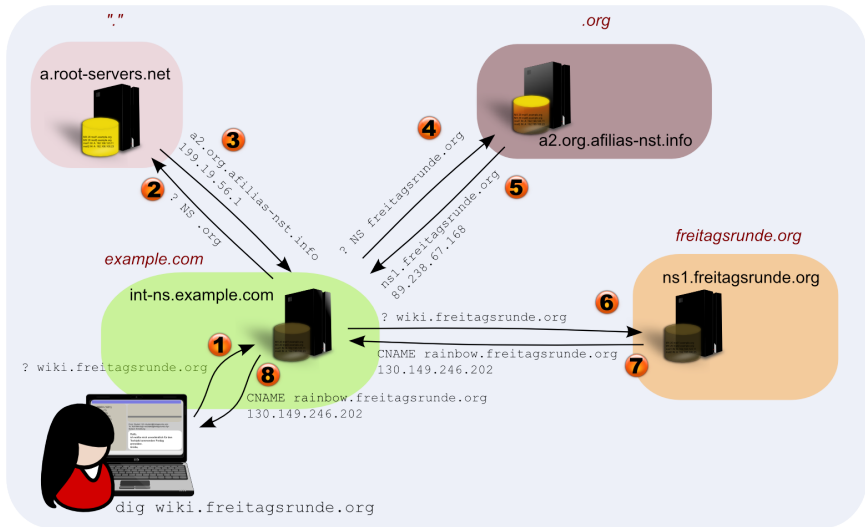 "."
.org
a.root-servers.net
a2.org.afilias-nst.info
3
a2.org.afilias-nst.info
199.19.56.1
2
? NS .org
4
? NS freitagsrunde.org
5
ns1.freitagsrunde.org
89.238.67.168
example.com
int-ns.example.com
freitagsrunde.org
ns1.freitagsrunde.org
6
? wiki.freitagsrunde.org
7
CNAME rainbow.freitagsrunde.org
130.149.246.202
1
? wiki.freitagsrunde.org
8
CNAME rainbow.freitagsrunde.org
130.149.246.202
dig wiki.freitagsrunde.org